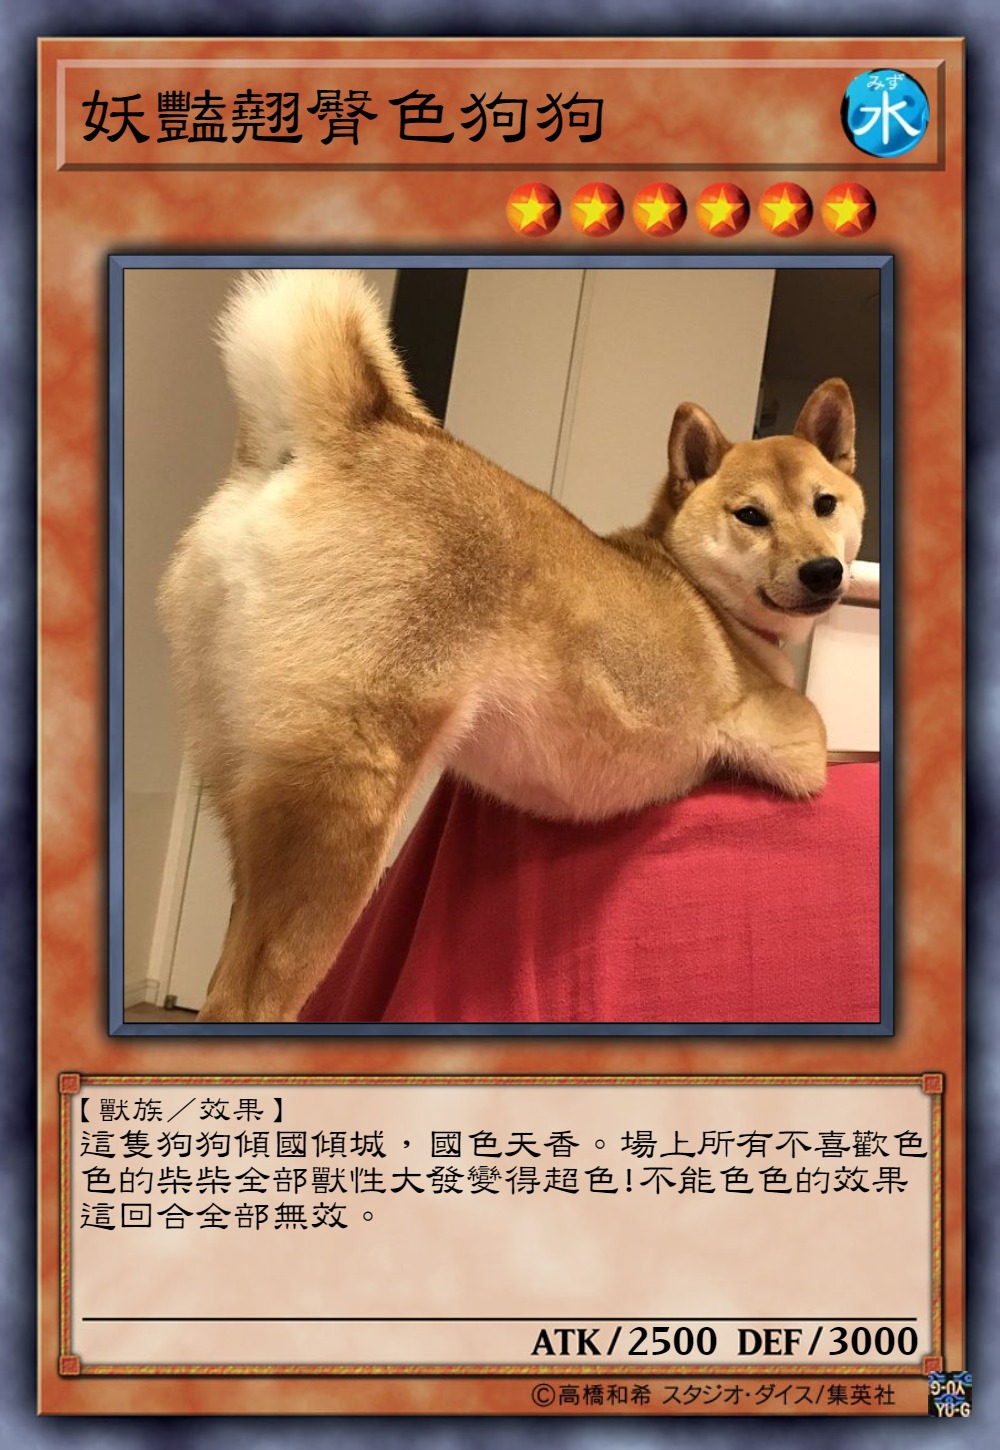 妖豔翹臀色狗狗
みず
水
【獸族／效果】
這隻狗狗傾國傾城，國色天香。場上所有不喜歡色
色的柴柴全部獸性大發變得超色!不能色色的效果
這回合全部無效。
ATK/2500 DEF/3000
©高橋和希 スタジオ・ダイス/集英社
YU-G
YU-G